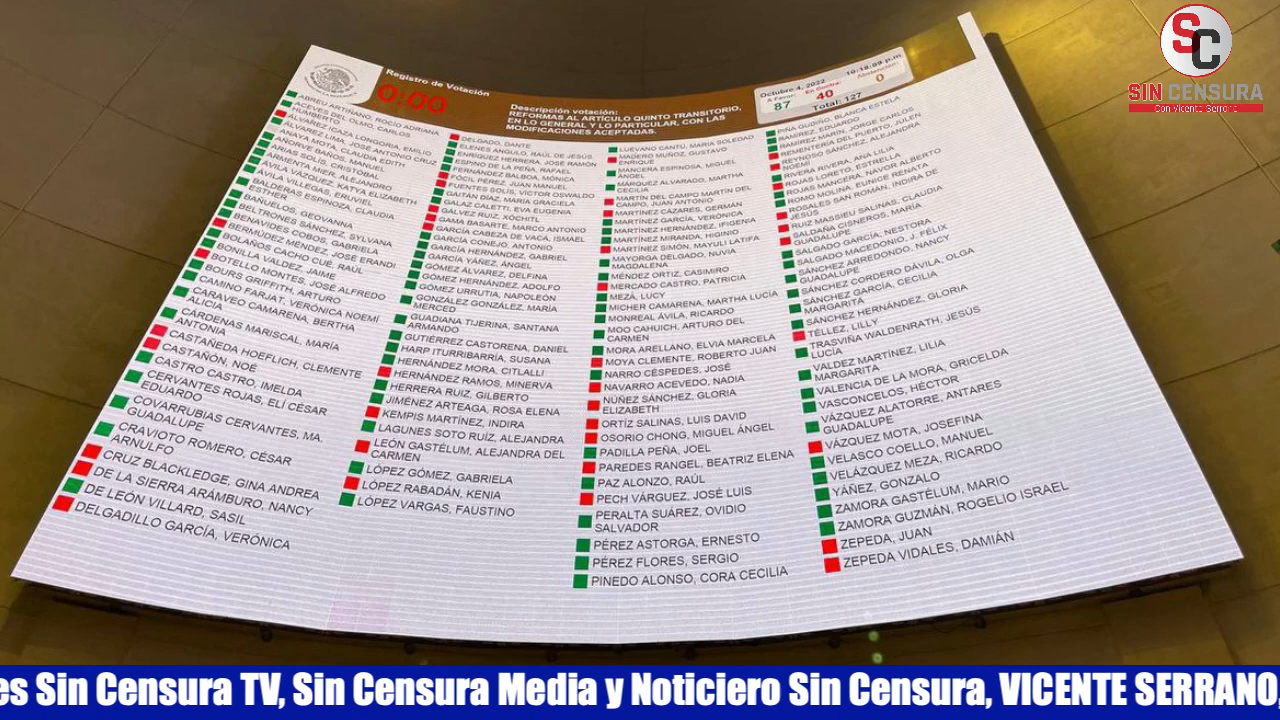 Registro de Votación
0:00
Descripción votación:
REFORMAS AL ARTÍCULO QUINTO TRANSITORIO,
EN LO GENERAL Y LO PARTICULAR, CON LAS
MODIFICACIONES ACEPTADAS.
Octubre 4, 2022
A Favor: En Contra: Abstención:
87 40 0
Total: 127
ABREU ARTIÑANO, ROCÍO ADRIANA
ACEVES DEL OLMO, CARLOS
HUMBERTO
ÁLVAREZ ICAZA LONGORIA, EMILIO
ÁLVAREZ LIMA, JOSÉ ANTONIO CRUZ
ANAYA MOTA, CLAUDIA EDITH
AÑORVE BAÑOS, MANUEL
ARIAS SOLÍS, CRISTÓBAL
ARMENTA MIER, ALEJANDRO
ÁVILA VÁZQUEZ, KATYA ELIZABETH
ÁVILA VILLEGAS, ERUVIEL
BALDERAS ESPINOZA, CLAUDIA
ESTHER
BAÑUELOS, GEOVANNA
BELTRONES SÁNCHEZ, SYLVANA
BENAVIDES COBOS, GABRIELA
BERMÚDEZ MÉNDEZ, JOSÉ ERANDI
BOLAÑOS CACHO CUÉ, RAÚL
BONILLA VALDEZ, JAIME
BOTELLO MONTES, JOSÉ ALFREDO
BOURS GRIFFITH, ARTURO
CAMINO FARJAT, VERÓNICA NOEMÍ
CARAVEO CAMARENA, BERTHA
ALICIA
CÁRDENAS MARISCAL, MARÍA
ANTONIA
CASTAÑEDA HOEFLICH, CLEMENTE
CASTAÑÓN, NOÉ
CASTRO CASTRO, IMELDA
CERVANTES ROJAS, ELÍ CÉSAR
EDUARDO
COVARRUBIAS CERVANTES, MA.
GUADALUPE
CRAVIOTO ROMERO, CÉSAR
ARNULFO
CRUZ BLACKLEDGE, GINA ANDREA
DE LA SIERRA ARÁMBURO, NANCY
DE LEÓN VILLARD, SASIL
DELGADILLO GARCÍA, VERÓNICA
DELGADO, DANTE
ELENES ANGULO, RAÚL DE JESÚS
ENRÍQUEZ HERRERA, JOSÉ RAMÓN
ESPINO DE LA PEÑA, RAFAEL
FERNÁNDEZ BALBOA, MÓNICA
FÓCIL PÉREZ, JUAN MANUEL
FUENTES SOLÍS, VÍCTOR OSWALDO
GAITÁN DÍAZ, MARÍA GRACIELA
GALAZ CALETTI, EVA EUGENIA
GÁLVEZ RUIZ, XÓCHITL
GAMA BASARTE, MARCO ANTONIO
GARCÍA CABEZA DE VACA, ISMAEL
GARCÍA CONEJO, ANTONIO
GARCÍA HERNÁNDEZ, GABRIEL
GARCÍA YÁÑEZ, ÁNGEL
GÓMEZ ÁLVAREZ, DELFINA
GÓMEZ HERNÁNDEZ, ADOLFO
GÓMEZ URRUTIA, NAPOLEÓN
GONZÁLEZ GONZÁLEZ, MARÍA
MERCED
GUADIANA TIJERINA, SANTANA
ARMANDO
GUTIÉRREZ CASTORENA, DANIEL
HARP ITURRIBARRÍA, SUSANA
HERNÁNDEZ MORA, CITLALLI
HERNÁNDEZ RAMOS, MINERVA
HERRERA RUIZ, GILBERTO
JIMÉNEZ ARTEAGA, ROSA ELENA
KEMPIS MARTÍNEZ, INDIRA
LAGUNES SOTO RUÍZ, ALEJANDRA
LEÓN GASTÉLUM, ALEJANDRA DEL
CARMEN
LÓPEZ GÓMEZ, GABRIELA
LÓPEZ RABADÁN, KENIA
LÓPEZ VARGAS, FAUSTINO
LUÉVANO CANTÚ, MARÍA SOLEDAD
MADERO MUÑOZ, GUSTAVO
ENRIQUE
MANCERA ESPINOSA, MIGUEL
ÁNGEL
MÁRQUEZ ALVARADO, MARTHA
CECILIA
MARTÍN DEL CAMPO MARTÍN DEL
CAMPO, JUAN ANTONIO
MARTÍNEZ CÁZARES, GERMÁN
MARTÍNEZ GARCÍA, VERÓNICA
MARTÍNEZ HERNÁNDEZ, IFIGENIA
MARTÍNEZ MIRANDA, HIGINIO
MARTÍNEZ SIMÓN, MAYULI LATIFA
MAYORGA DELGADO, NUVIA
MAGDALENA
MÉNDEZ ORTIZ, CASIMIRO
MERCADO CASTRO, PATRICIA
MEZA, LUCY
MICHER CAMARENA, MARTHA LUCÍA
MONREAL ÁVILA, RICARDO
MOO CAHUICH, ARTURO DEL
CARMEN
MORA ARELLANO, ELVIA MARCELA
MOYA CLEMENTE, ROBERTO JUAN
NARRO CÉSPEDES, JOSÉ
NAVARRO ACEVEDO, NADIA
NÚÑEZ SÁNCHEZ, GLORIA
ELIZABETH
ORTÍZ SALINAS, LUIS DAVID
OSORIO CHONG, MIGUEL ÁNGEL
PADILLA PEÑA, JOEL
PAREDES RANGEL, BEATRIZ ELENA
PAZ ALONZO, RAÚL
PECH VÁRGUEZ, JOSÉ LUIS
PERALTA SUÁREZ, OVIDIO
SALVADOR
PÉREZ ASTORGA, ERNESTO
PÉREZ FLORES, SERGIO
PINEDO ALONSO, CORA CECILIA
PIÑA GUDIÑO, BLANCA ESTELA
RAMÍREZ, EDUARDO
RAMÍREZ MARÍN, JORGE CARLOS
REMENTERÍA DEL PUERTO, JULEN
REYNOSO SÁNCHEZ, ALEJANDRA
NOEMÍ
RIVERA RIVERA, ANA LILIA
ROJAS LORETO, ESTRELLA
ROJAS MANCERA, NAVOR ALBERTO
ROMO MOLINA, EUNICE RENATA
ROSALES SAN ROMÁN, INDIRA DE
JESÚS
RUIZ MASSIEU SALINAS, CLAUDIA
SALDAÑA CISNEROS, MARÍA
GUADALUPE
SALGADO GARCÍA, NESTORA
SALGADO MACEDONIO, J. FÉLIX
SÁNCHEZ ARREDONDO, NANCY
GUADALUPE
SÁNCHEZ CORDERO DÁVILA, OLGA
SÁNCHEZ GARCÍA, CECILIA
MARGARITA
SÁNCHEZ HERNÁNDEZ, GLORIA
TÉLLEZ, LILLY
TRASVIÑA WALDENRATH, JESÚS
LUCÍA
VALDEZ MARTÍNEZ, LILIA
MARGARITA
VALENCIA DE LA MORA, GRICELDA
VASCONCELOS, HÉCTOR
VÁZQUEZ ALATORRE, ANTARES
GUADALUPE
VÁZQUEZ MOTA, JOSEFINA
VELASCO COELLO, MANUEL
VELÁZQUEZ MEZA, RICARDO
YÁÑEZ, GONZALO
ZAMORA GASTÉLUM, MARIO
ZAMORA GUZMÁN, ROGELIO ISRAEL
ZEPEDA, JUAN
ZEPEDA VIDALES, DAMIÁN
SC
SIN CENSURA
Con Vicente Serrano
es Sin Censura TV, Sin Censura Media y Noticiero Sin Censura, VICENTE SERRANO,